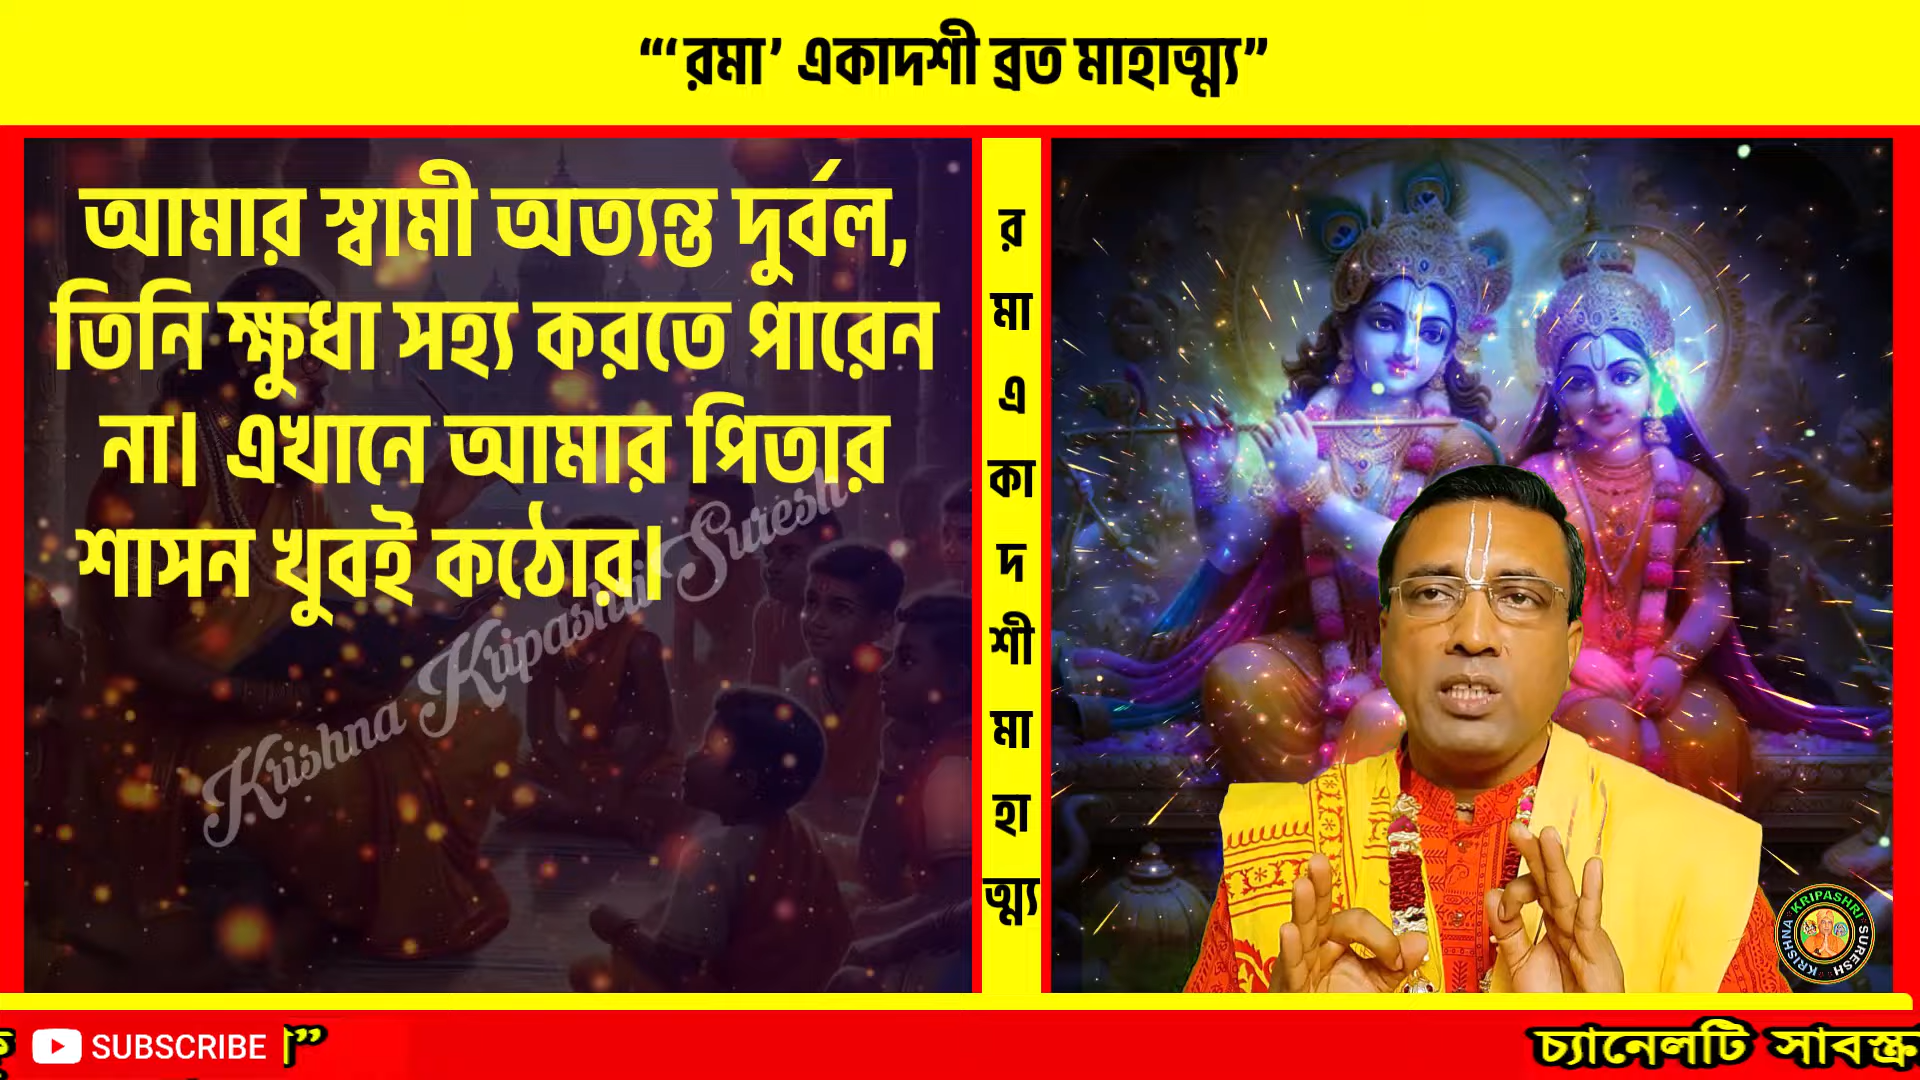 “‘রমা’ একাদশী ব্রত মাহাত্ম্য”
আমার স্বামী অত্যন্ত দুর্বল,
তিনি ক্ষুধা সহ্য করতে পারেন
না। এখানে আমার পিতার
শাসন খুবই কঠোর।
Krishna Kripashri Suresh
র
মা
এ
কা
দ
শী
মা
হা
ত্ম্য
KRISHNA KRIPASHRI SURESH
SUBSCRIBE
চ্যানেলটি সাবস্ক্র